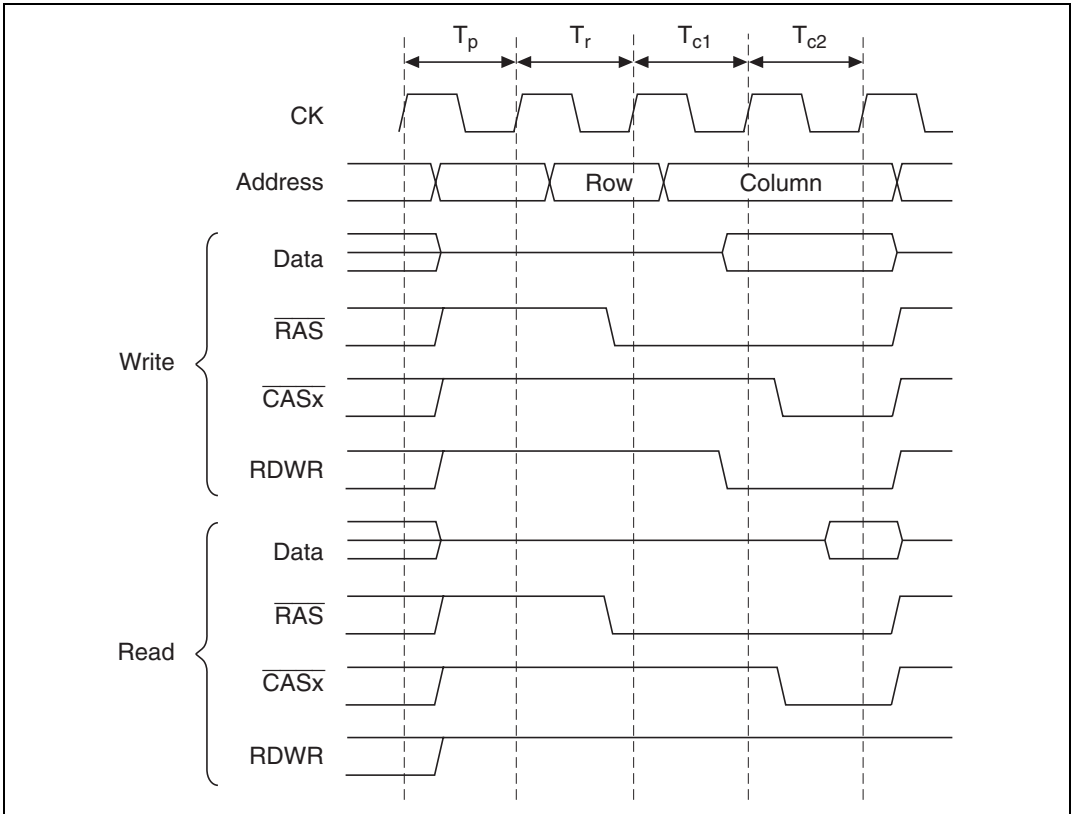 Tp Tr Tc1 Tc2
CK
Address Row Column
Write
Data
RAS
CASx
RDWR
Read
Data
RAS
CASx
RDWR